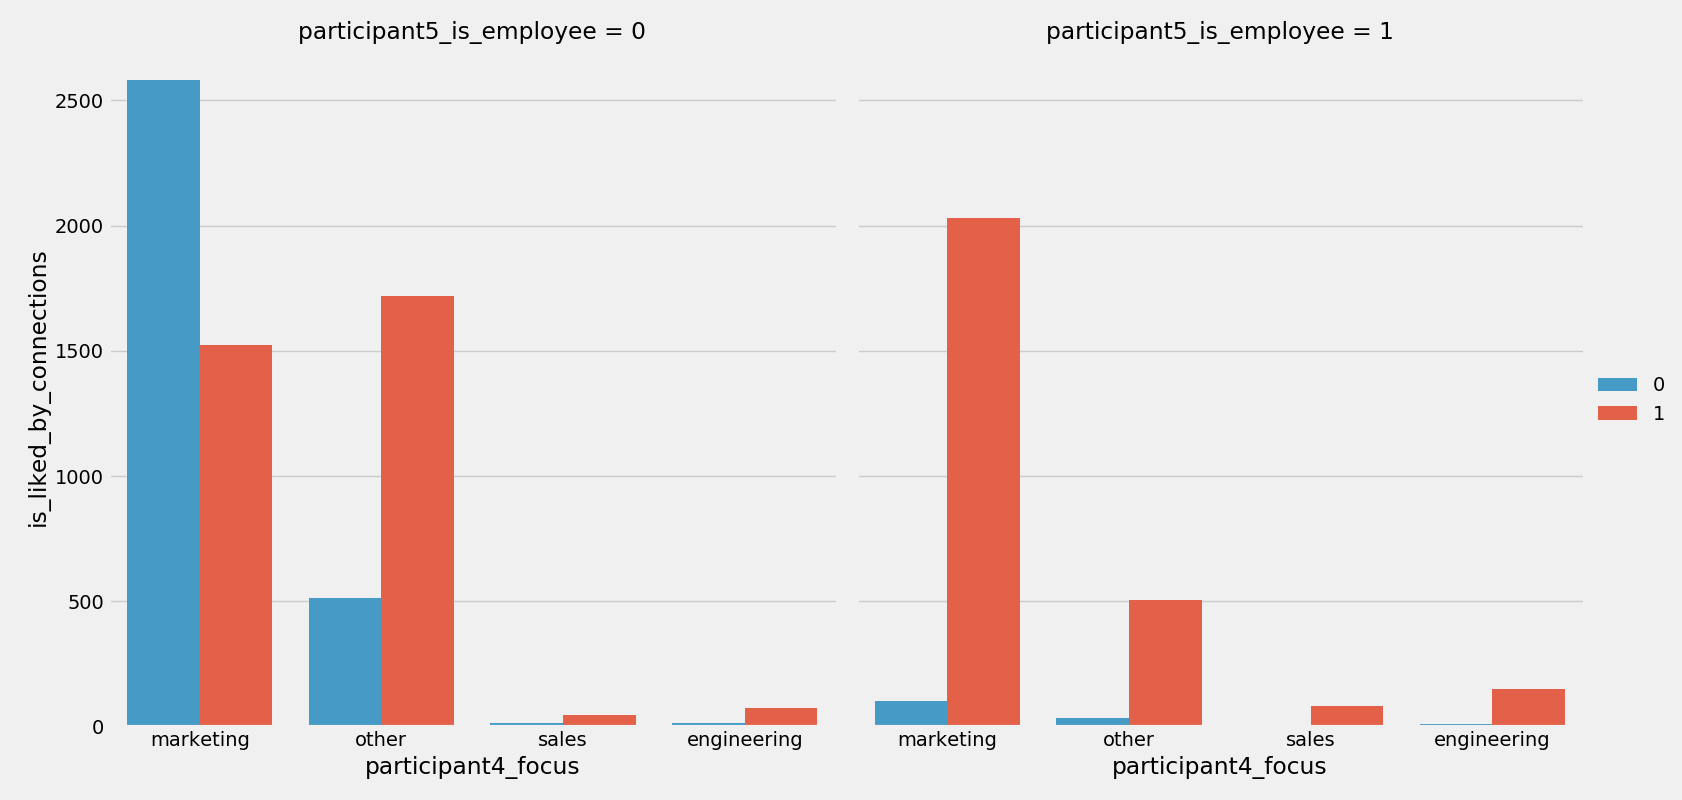 participant5_is_employee = 0
participant5_is_employee = 1
is_liked_by_connections
2500
2000
1500
1000
500
0
marketing other sales engineering
participant4_focus
marketing other sales engineering
participant4_focus
0
1